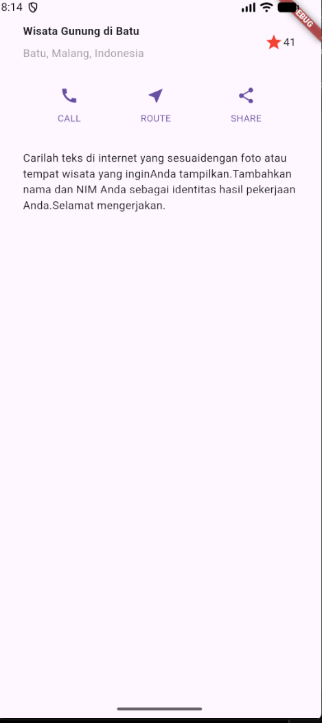 8:14
DEBUG
Wisata Gunung di Batu
Batu, Malang, Indonesia
41
CALL ROUTE SHARE
Carilah teks di internet yang sesuaidengan foto atau
tempat wisata yang inginAnda tampilkan.Tambahkan
nama dan NIM Anda sebagai identitas hasil pekerjaan
Anda.Selamat mengerjakan.